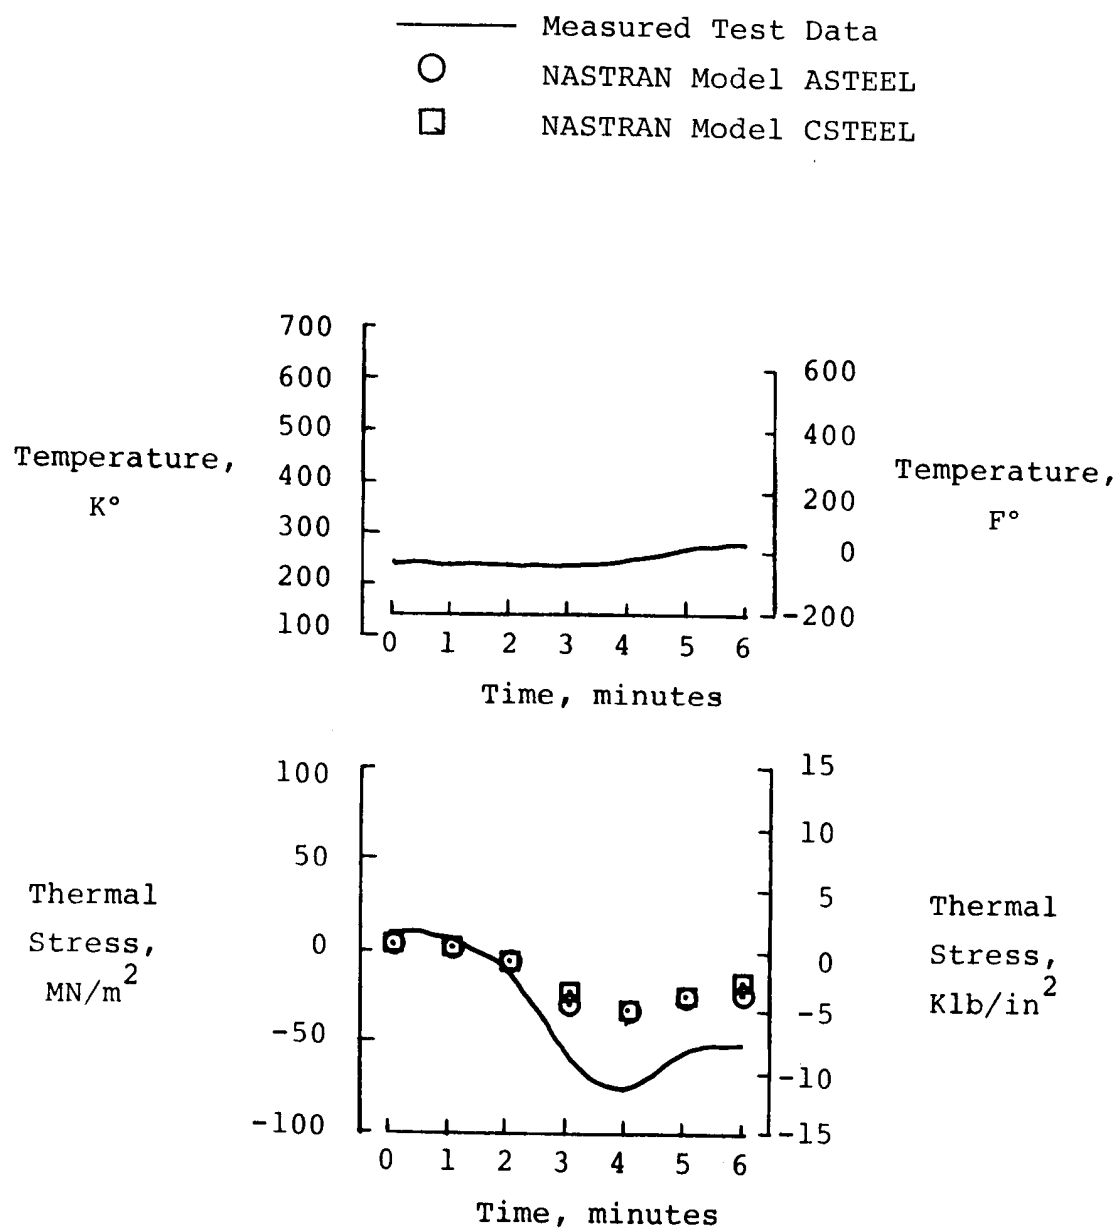 Measured Test Data
NASTRAN Model ASTEEL
NASTRAN Model CSTEEL
700
600
500
400
300
200
100
Temperature,
K°
600
400
200
0
-200
Temperature,
F°
0 1 2 3 4 5 6
Time, minutes
100
50
0
-50
-100
Thermal
Stress,
MN/m²
15
10
5
0
-5
-10
-15
Thermal
Stress,
Klb/in²
0 1 2 3 4 5 6
Time, minutes